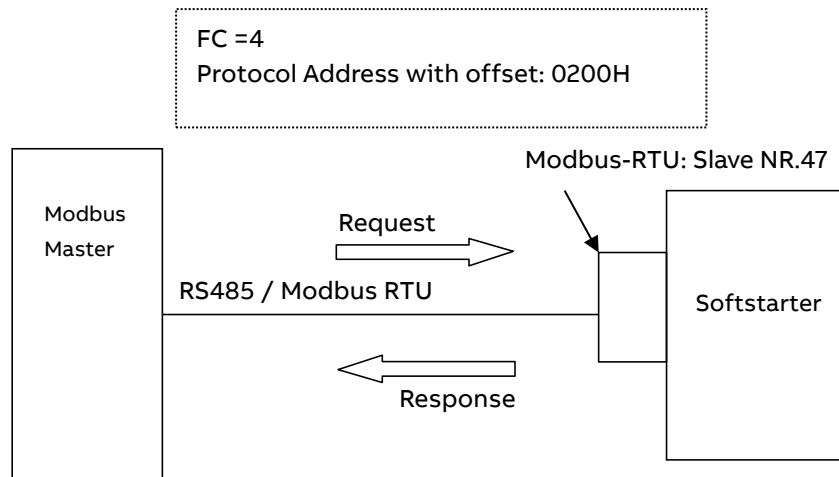 FC =4
Protocol Address with offset: 0200H
Modbus-RTU: Slave NR.47
Modbus
Master
Request
RS485 / Modbus RTU
Softstarter
Response